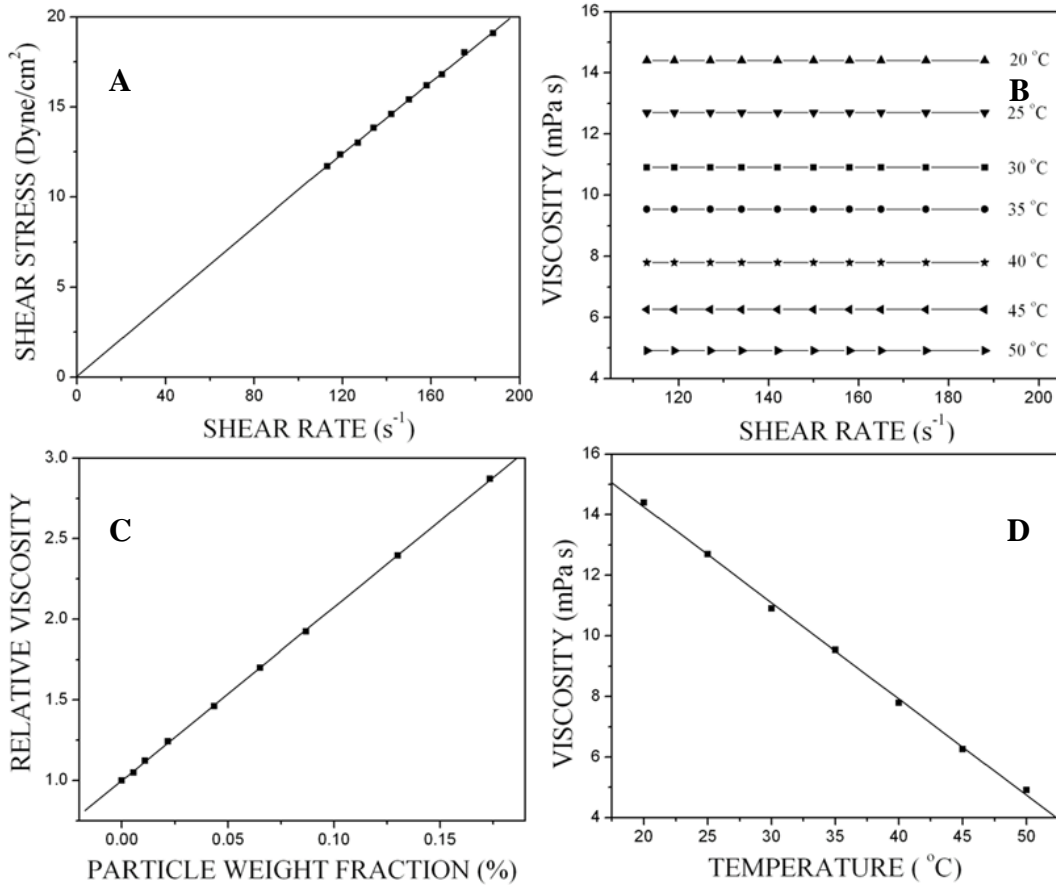 A
SHEAR STRESS (Dyne/cm²)
20
15
10
5
0
0 40 80 120 160 200
SHEAR RATE (s⁻¹)
B
VISCOSITY (mPa s)
16
14
12
10
8
6
4
20 °C
25 °C
30 °C
35 °C
40 °C
45 °C
50 °C
120 140 160 180 200
SHEAR RATE (s⁻¹)
C
RELATIVE VISCOSITY
3.0
2.5
2.0
1.5
1.0
0.00 0.05 0.10 0.15
PARTICLE WEIGHT FRACTION (%)
D
VISCOSITY (mPa s)
16
14
12
10
8
6
4
20 25 30 35 40 45 50
TEMPERATURE ( °C)